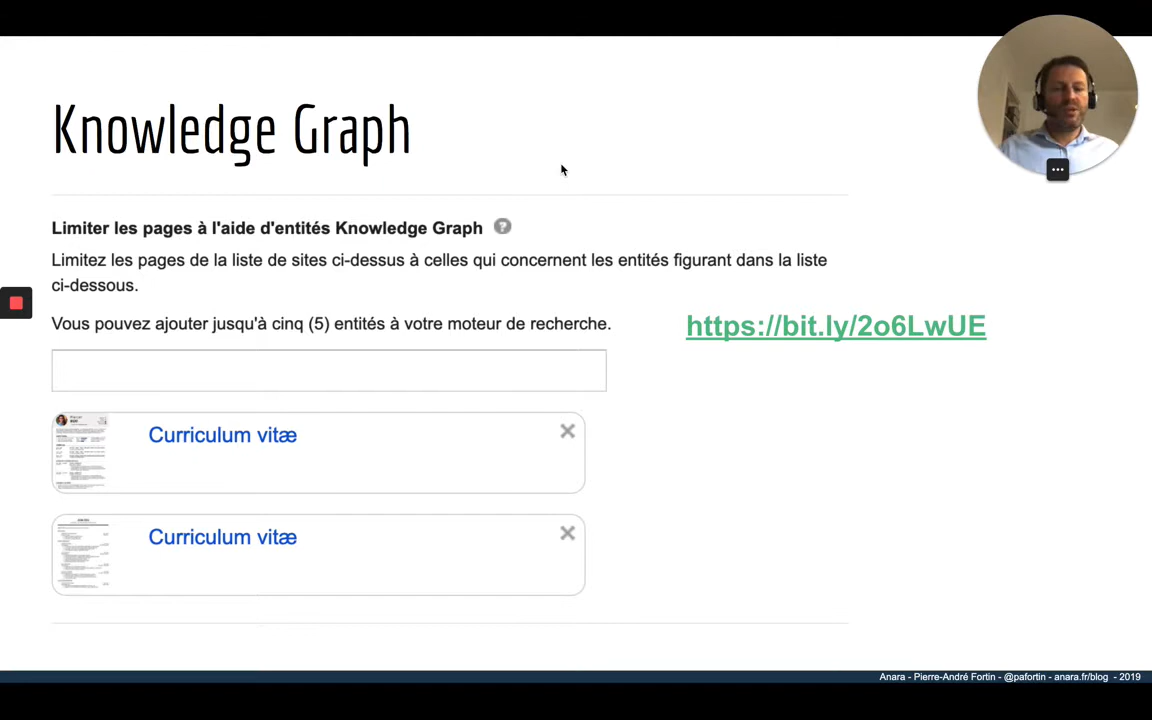 Knowledge Graph
Limiter les pages à l'aide d'entités Knowledge Graph ?
Limitez les pages de la liste de sites ci-dessus à celles qui concernent les entités figurant dans la liste
ci-dessous.
Vous pouvez ajouter jusqu'à cinq (5) entités à votre moteur de recherche.
https://bit.ly/2o6LwUE
Curriculum vitæ
Curriculum vitæ
Anara - Pierre-André Fortin - @pafortin - anara.fr/blog - 2019